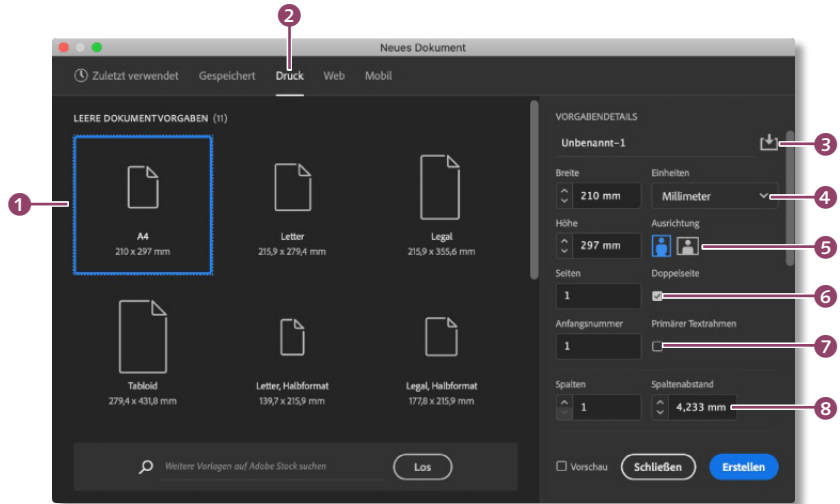 2
Neues Dokument
Zuletzt verwendet Gespeichert Druck Web Mobil
LEERE DOKUMENTVORGABEN (11)
1
A4
210 x 297 mm
Letter
215,9 x 279,4 mm
Legal
215,9 x 355,6 mm
Tabloid
279,4 x 431,8 mm
Letter, Halbformat
139,7 x 215,9 mm
Legal, Halbformat
177,8 x 215,9 mm
Weitere Vorlagen auf Adobe Stock suchen
Los
VORGABENDETAILS
Unbenannt-1
3
Breite Einheiten
210 mm Millimeter
4
Höhe Ausrichtung
297 mm
5
Seiten Doppelseite
1
6
Anfangsnummer Primärer Textrahmen
1
7
Spalten Spaltenabstand
1 4,233 mm
8
Vorschau Schließen Erstellen